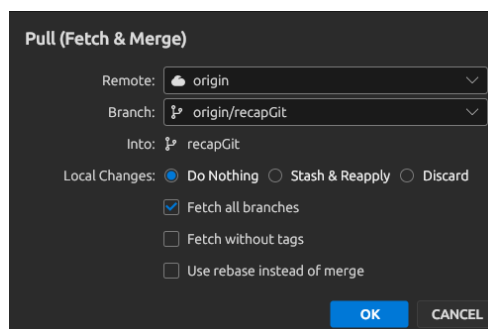 Pull (Fetch & Merge)
Remote: origin
Branch: origin/recapGit
Into: recapGit
Local Changes: Do Nothing Stash & Reapply Discard
Fetch all branches
Fetch without tags
Use rebase instead of merge
OK CANCEL